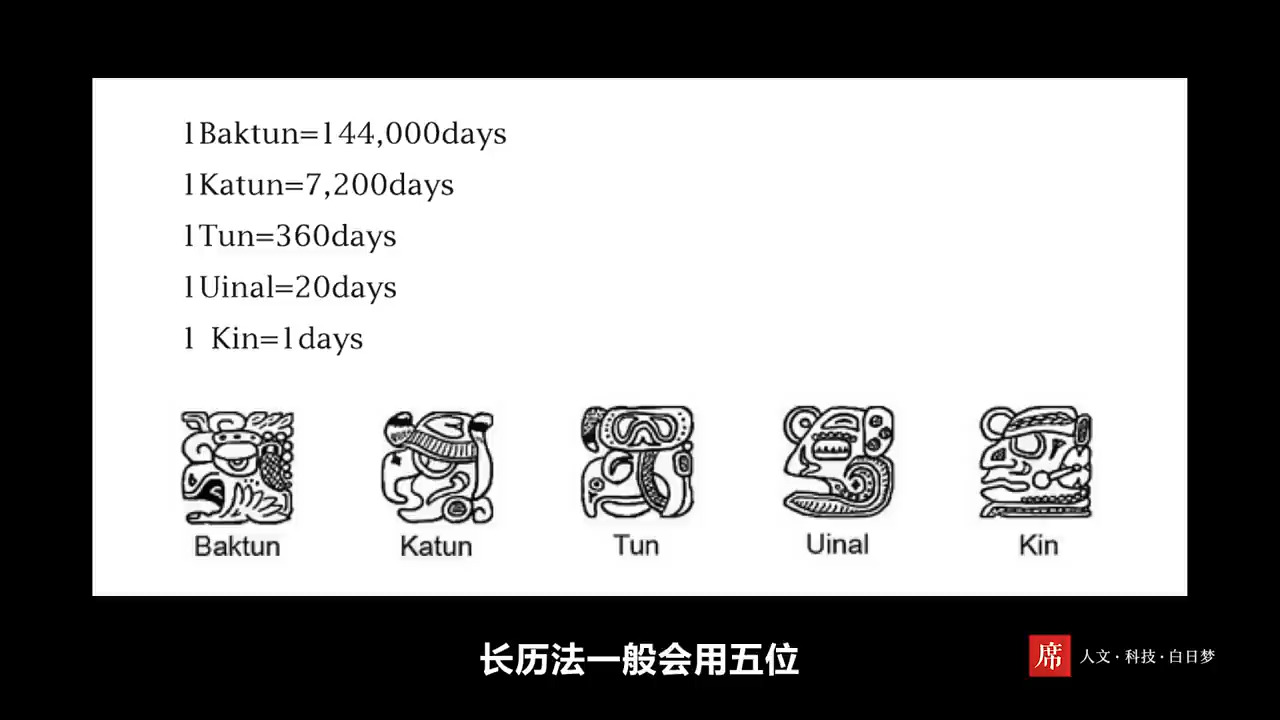 1Baktun=144,000days
1Katun=7,200days
1Tun=360days
1Uinal=20days
1 Kin=1days
Baktun Katun Tun Uinal Kin
长历法一般会用五位
席 人文·科技·白日梦